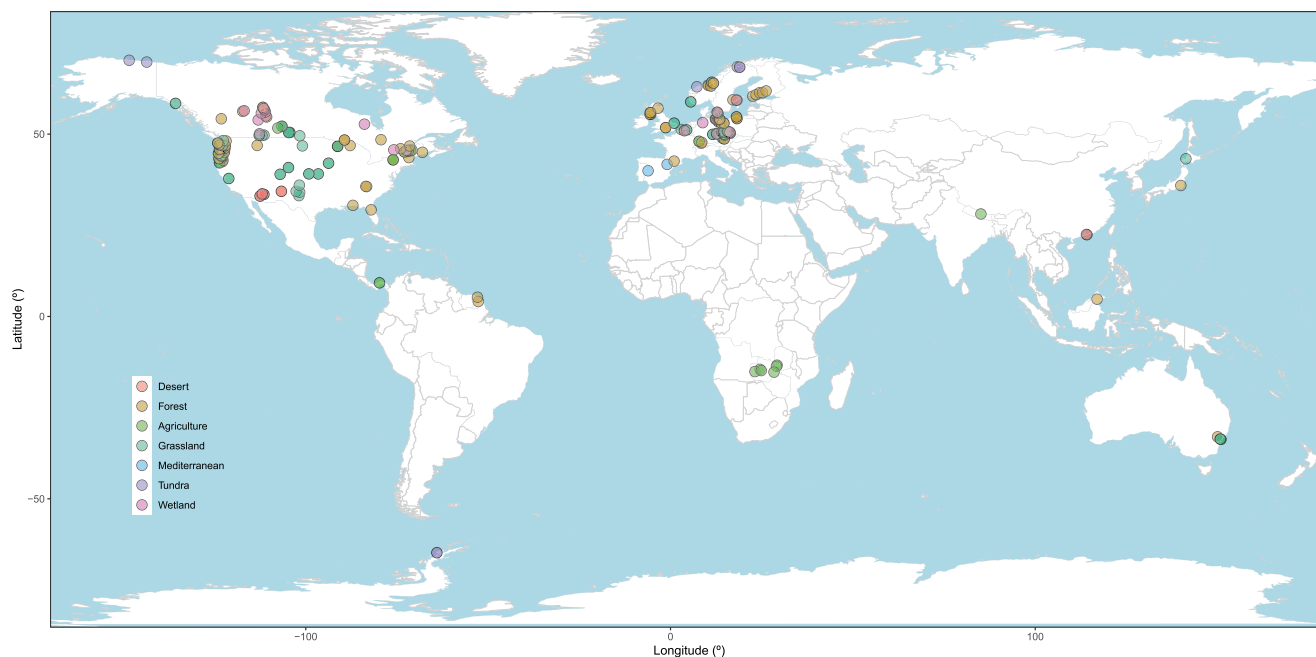 50
0
−50
Latitude (º)
Desert
Forest
Agriculture
Grassland
Mediterranean
Tundra
Wetland
−100
0
100
Longitude (º)